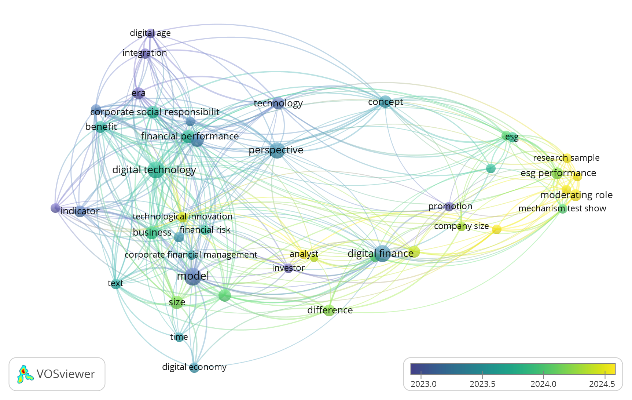 digital age
integration
era
corporate social responsibilit
technology
concept
benefit
financial performance
esg
perspective
research sample
digital technology
esg performance
moderating role
indicator
promotion
mechanism test show
technological innovation
company size
business
financial risk
corporate financial management
analyst
digital finance
investor
model
text
size
difference
time
digital economy
VOSviewer
2023.0 2023.5 2024.0 2024.5